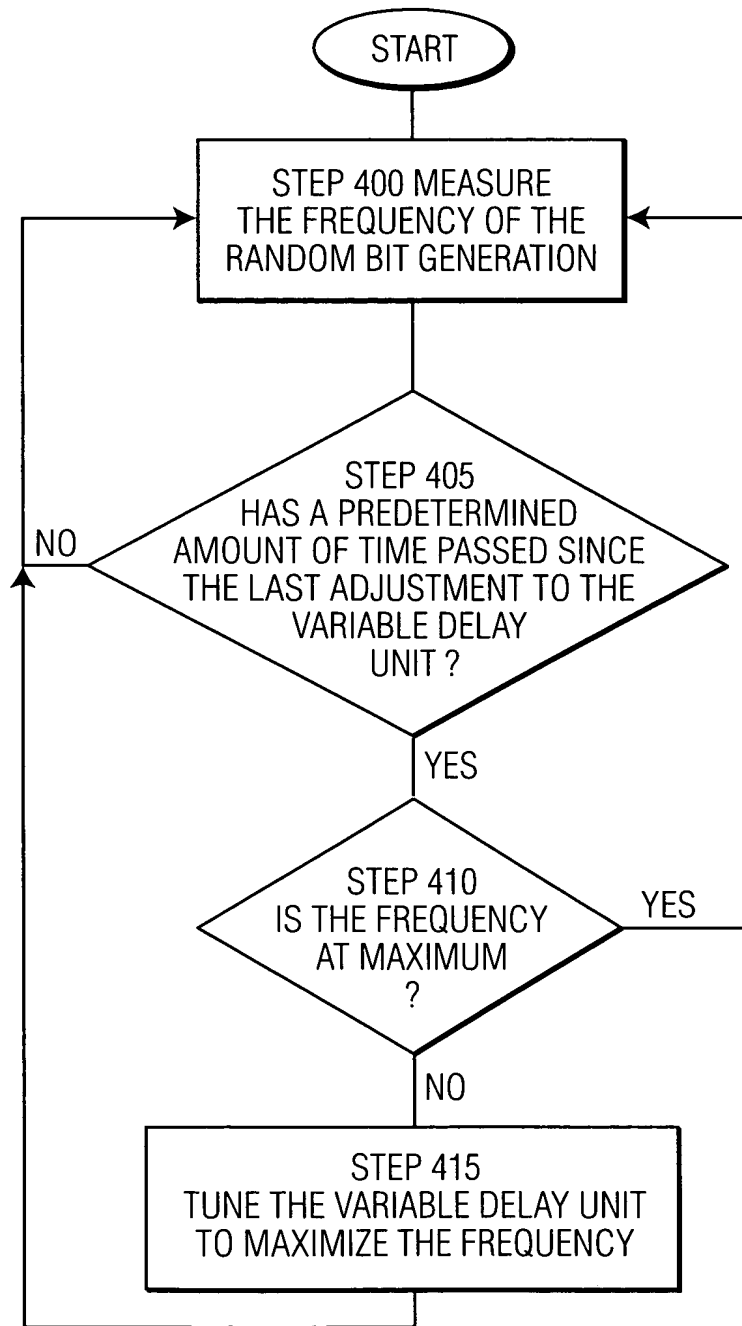 START
STEP 400 MEASURE
THE FREQUENCY OF THE
RANDOM BIT GENERATION
STEP 405
HAS A PREDETERMINED
AMOUNT OF TIME PASSED SINCE
THE LAST ADJUSTMENT TO THE
VARIABLE DELAY
UNIT ?
NO
YES
STEP 410
IS THE FREQUENCY
AT MAXIMUM
?
YES
NO
STEP 415
TUNE THE VARIABLE DELAY UNIT
TO MAXIMIZE THE FREQUENCY